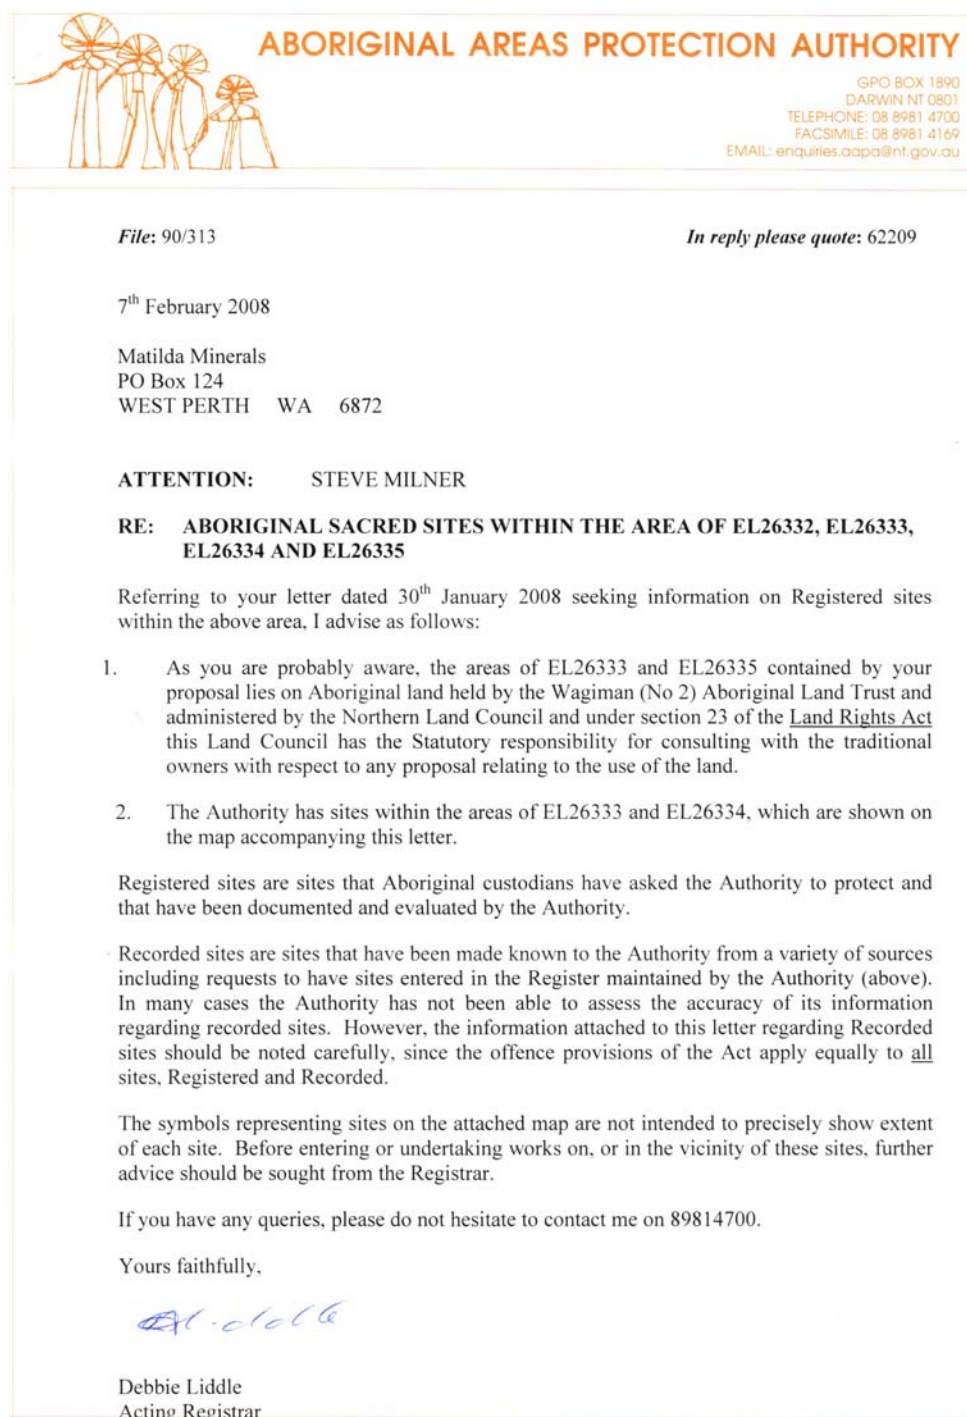 ABORIGINAL AREAS PROTECTION AUTHORITY
GPO BOX 1890
DARWIN NT 0801
TELEPHONE: 08 8981 4700
FACSIMILE: 08 8981 4169
EMAIL: enquiries.aapa@nt.gov.au
File: 90/313 In reply please quote: 62209
7th February 2008
Matilda Minerals
PO Box 124
WEST PERTH WA 6872
ATTENTION: STEVE MILNER
RE: ABORIGINAL SACRED SITES WITHIN THE AREA OF EL26332, EL26333,
EL26334 AND EL26335
Referring to your letter dated 30th January 2008 seeking information on Registered sites
within the above area, I advise as follows:
1. As you are probably aware, the areas of EL26333 and EL26335 contained by your
proposal lies on Aboriginal land held by the Wagiman (No 2) Aboriginal Land Trust and
administered by the Northern Land Council and under section 23 of the Land Rights Act
this Land Council has the Statutory responsibility for consulting with the traditional
owners with respect to any proposal relating to the use of the land.
2. The Authority has sites within the areas of EL26333 and EL26334, which are shown on
the map accompanying this letter.
Registered sites are sites that Aboriginal custodians have asked the Authority to protect and
that have been documented and evaluated by the Authority.
Recorded sites are sites that have been made known to the Authority from a variety of sources
including requests to have sites entered in the Register maintained by the Authority (above).
In many cases the Authority has not been able to assess the accuracy of its information
regarding recorded sites. However, the information attached to this letter regarding Recorded
sites should be noted carefully, since the offence provisions of the Act apply equally to all
sites, Registered and Recorded.
The symbols representing sites on the attached map are not intended to precisely show extent
of each site. Before entering or undertaking works on, or in the vicinity of these sites, further
advice should be sought from the Registrar.
If you have any queries, please do not hesitate to contact me on 89814700.
Yours faithfully,
Debbie Liddle
Acting Registrar